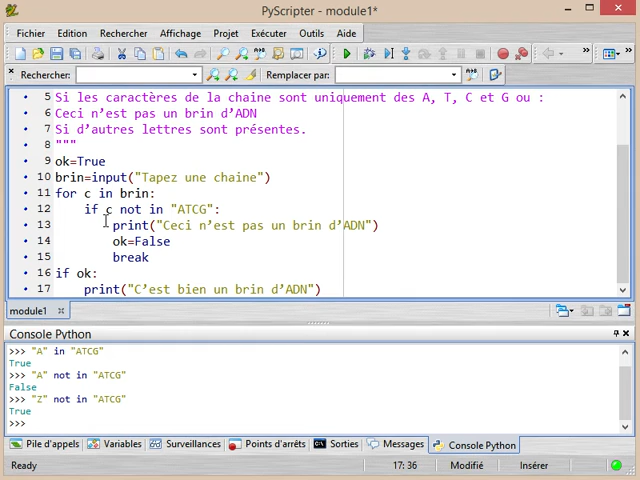 PyScripter - module1*
Fichier Edition Rechercher Affichage Projet Exécuter Outils Aide
Rechercher: Remplacer par:
5 Si les caractères de la chaine sont uniquement des A, T, C et G ou :
6 Ceci n’est pas un brin d’ADN
7 Si d’autres lettres sont présentes.
8 """
9 ok=True
10 brin=input("Tapez une chaine")
11 for c in brin:
12 if c not in "ATCG":
13 print("Ceci n’est pas un brin d’ADN")
14 ok=False
15 break
16 if ok:
17 print("C’est bien un brin d’ADN")
module1
Console Python
>>> "A" in "ATCG"
True
>>> "A" not in "ATCG"
False
>>> "Z" not in "ATCG"
True
>>>
Pile d'appels Variables Surveillances Points d'arrêts Sorties Messages Console Python
Ready 17: 36 Modifié Insérer